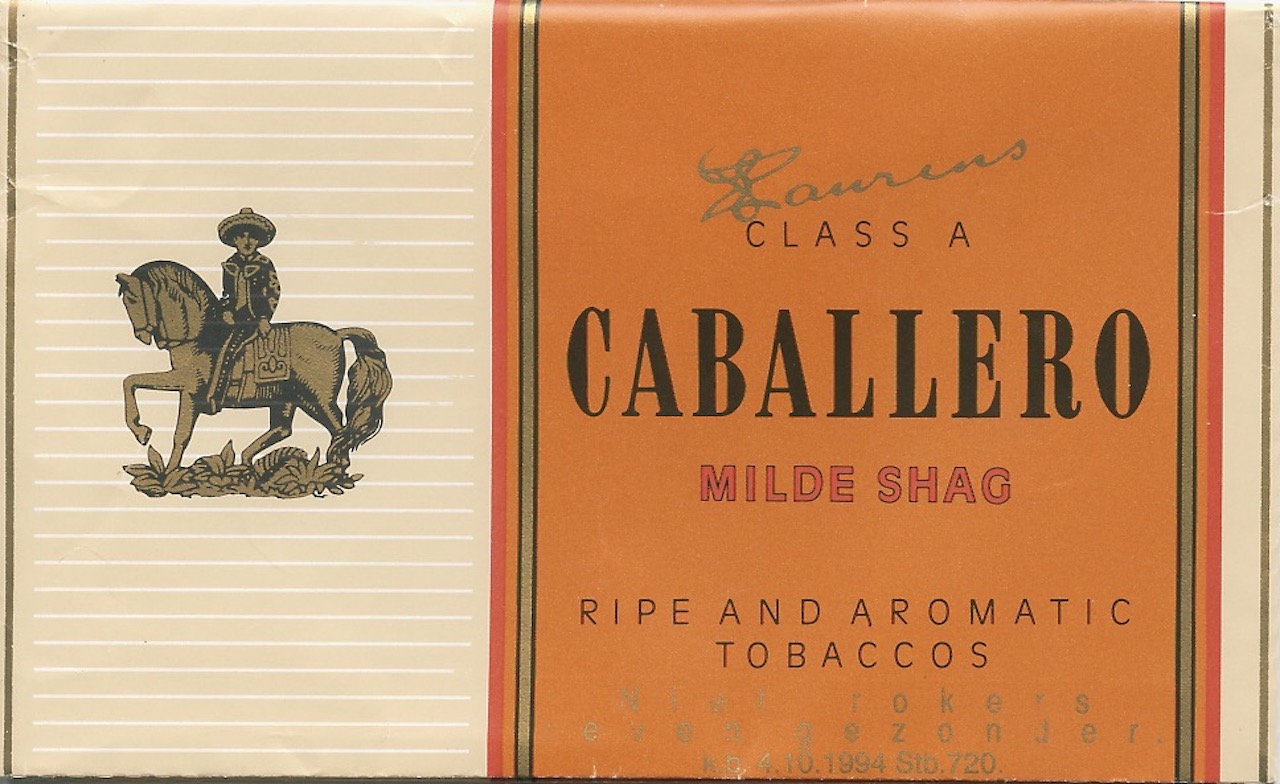 Laurens
CLASS A
CABALLERO
MILDE SHAG
RIPE AND AROMATIC
TOBACCOS
Niet rokers
even gezonder.
K.B. 4.10.1994 Stb.720.